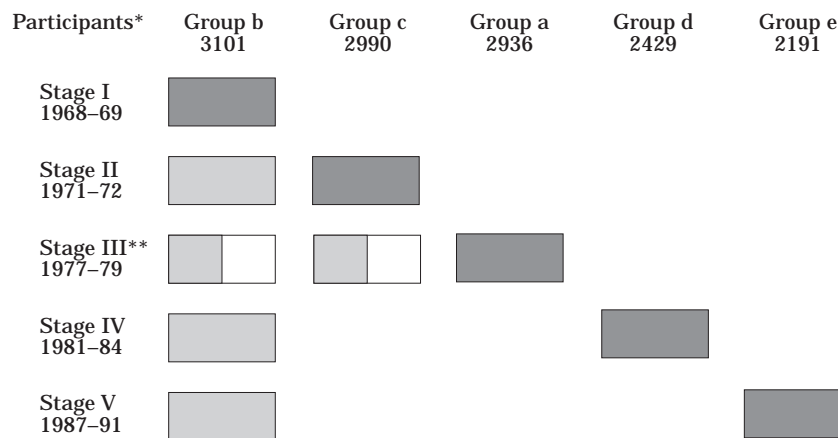 Participants* Group b Group c Group a Group d Group e
3101 2990 2936 2429 2191
Stage I
1968–69
Stage II
1971–72
Stage III**
1977–79
Stage IV
1981–84
Stage V
1987–91